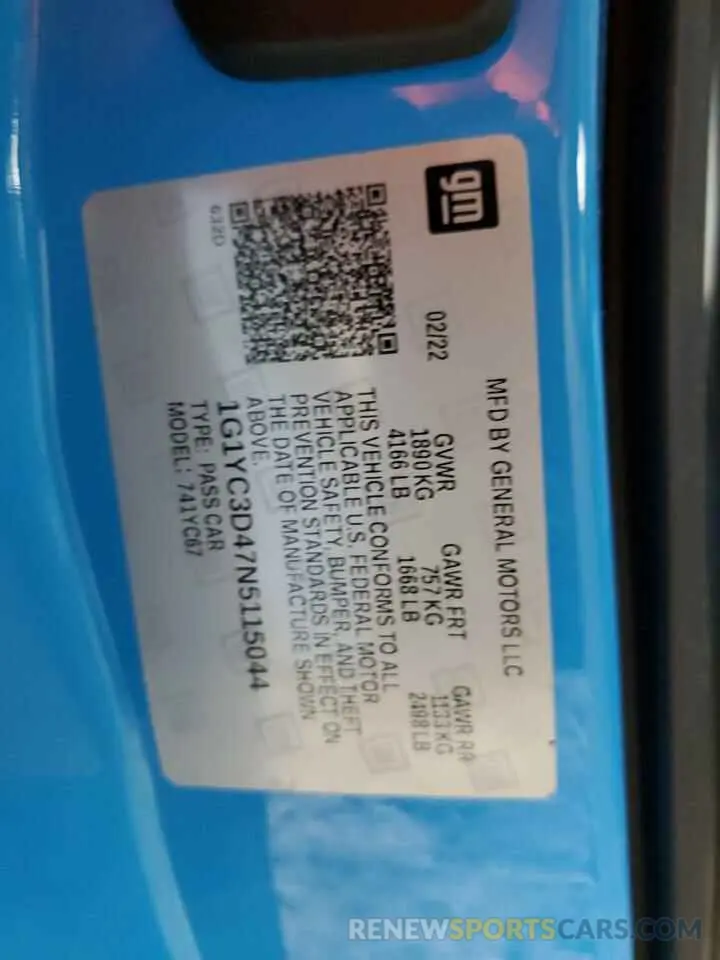 gm
MFD BY GENERAL MOTORS LLC
02/22
GVWR
1890 KG
4166 LB
GAWR FRT
757 KG
1668 LB
GAWR RR
1133 KG
2498 LB
THIS VEHICLE CONFORMS TO ALL
APPLICABLE U.S. FEDERAL MOTOR
VEHICLE SAFETY, BUMPER, AND THEFT
PREVENTION STANDARDS IN EFFECT ON
THE DATE OF MANUFACTURE SHOWN
ABOVE.
632D
1G1YC3D47N5115044
TYPE: PASS CAR
MODEL: 741YC67
RENEWSPORTSCARS.COM